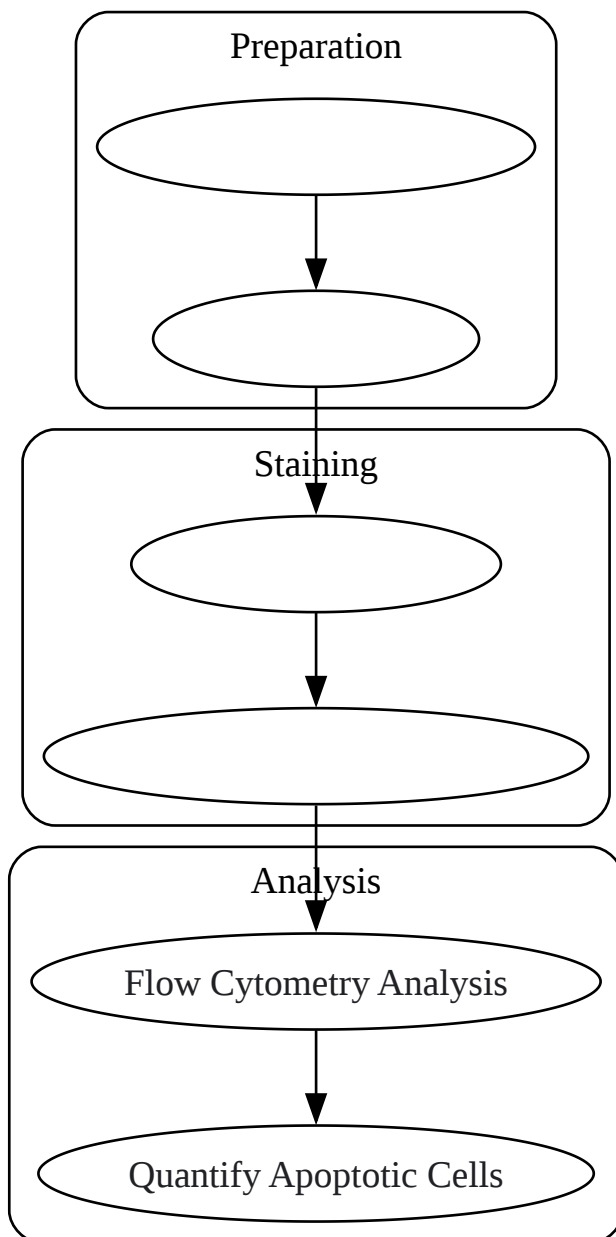 Preparation
Staining
Analysis
Flow Cytometry Analysis
Quantify Apoptotic Cells